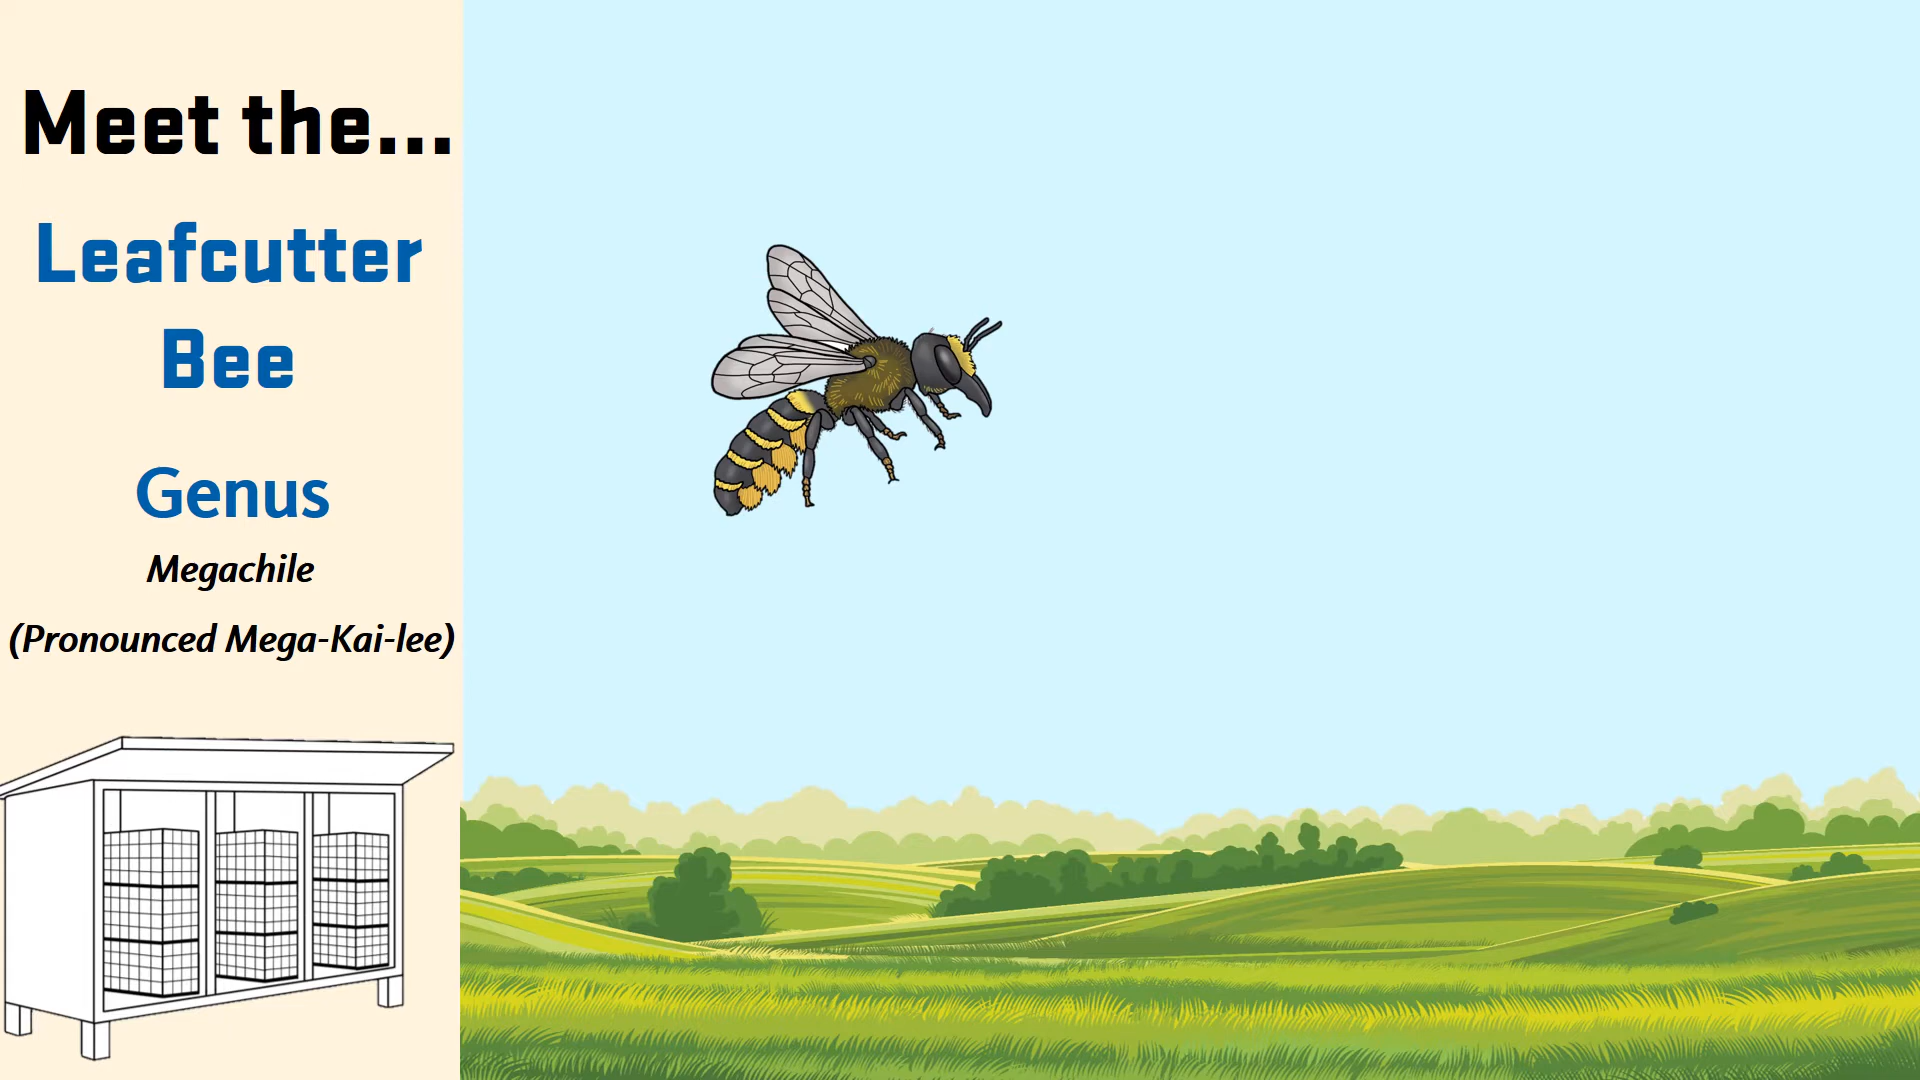 Meet the...
Leafcutter
Bee
Genus
Megachile
(Pronounced Mega-Kai-lee)